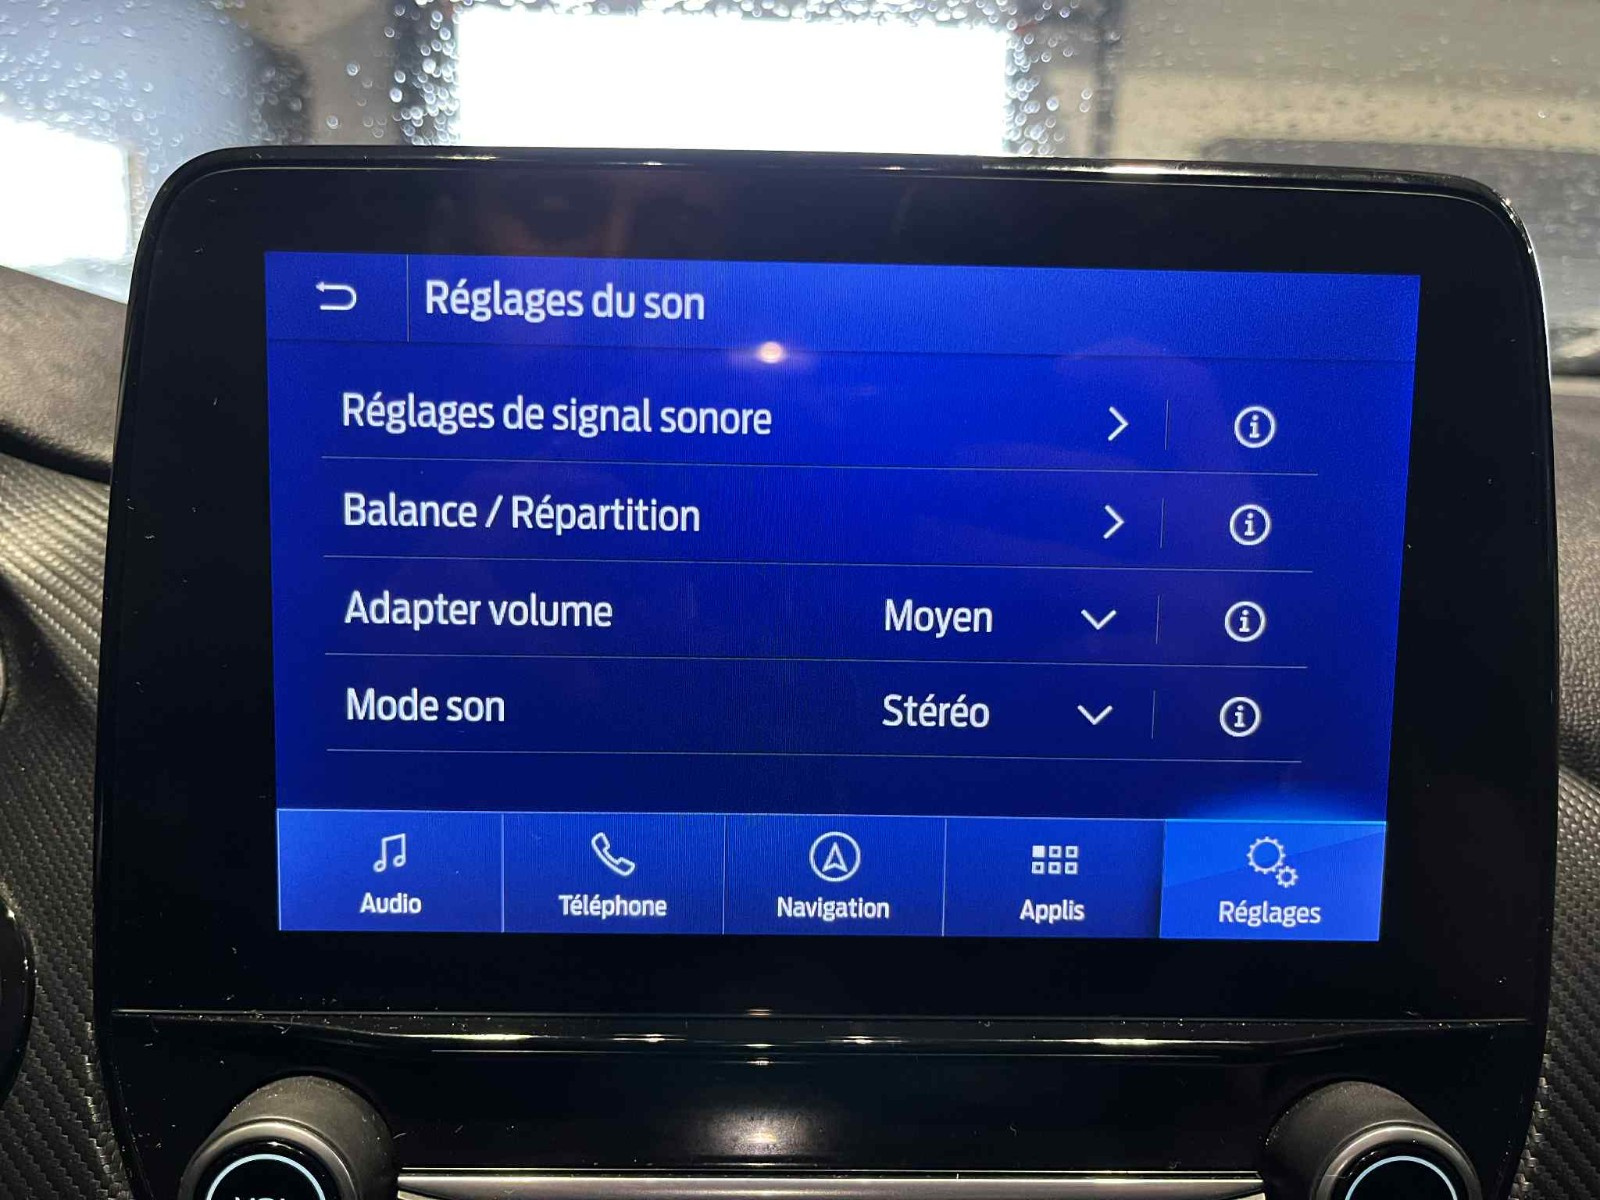 Réglages du son
Réglages de signal sonore
Balance / Répartition
Adapter volume Moyen
Mode son Stéréo
Audio Téléphone Navigation Applis Réglages